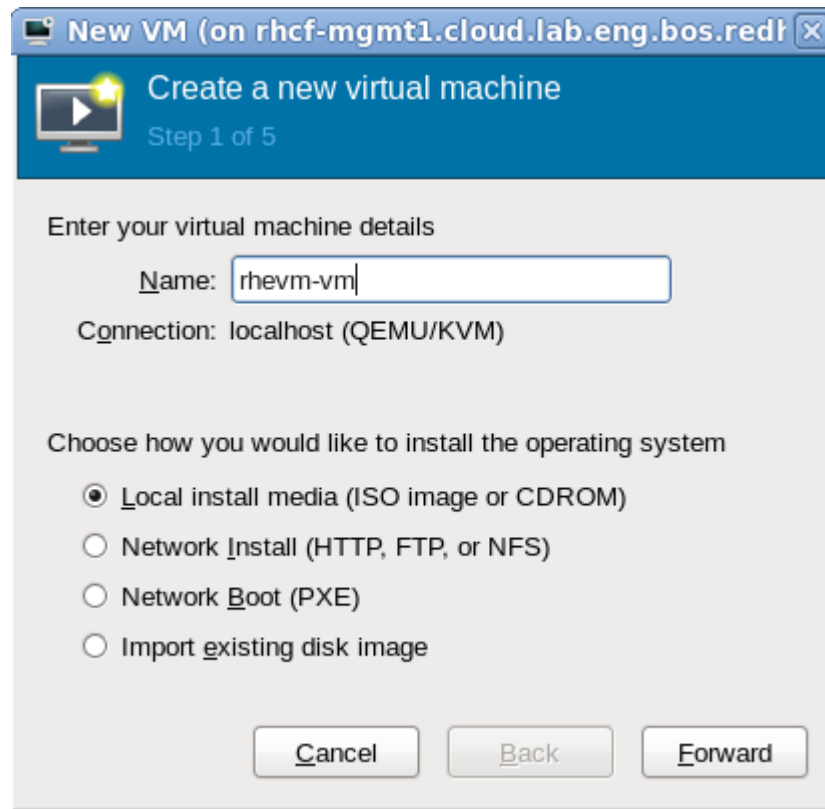 New VM (on rhcf-mgmt1.cloud.lab.eng.bos.redh
Create a new virtual machine
Step 1 of 5
Enter your virtual machine details
Name: rhevm-vm
Connection: localhost (QEMU/KVM)
Choose how you would like to install the operating system
Local install media (ISO image or CDROM)
Network Install (HTTP, FTP, or NFS)
Network Boot (PXE)
Import existing disk image
Cancel Back Forward